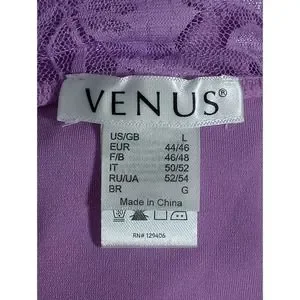 VENUS®
US/GB L
EUR 44/46
F/B 46/48
IT 50/52
RU/UA 52/54
BR G
Made in China
30
RN# 129406